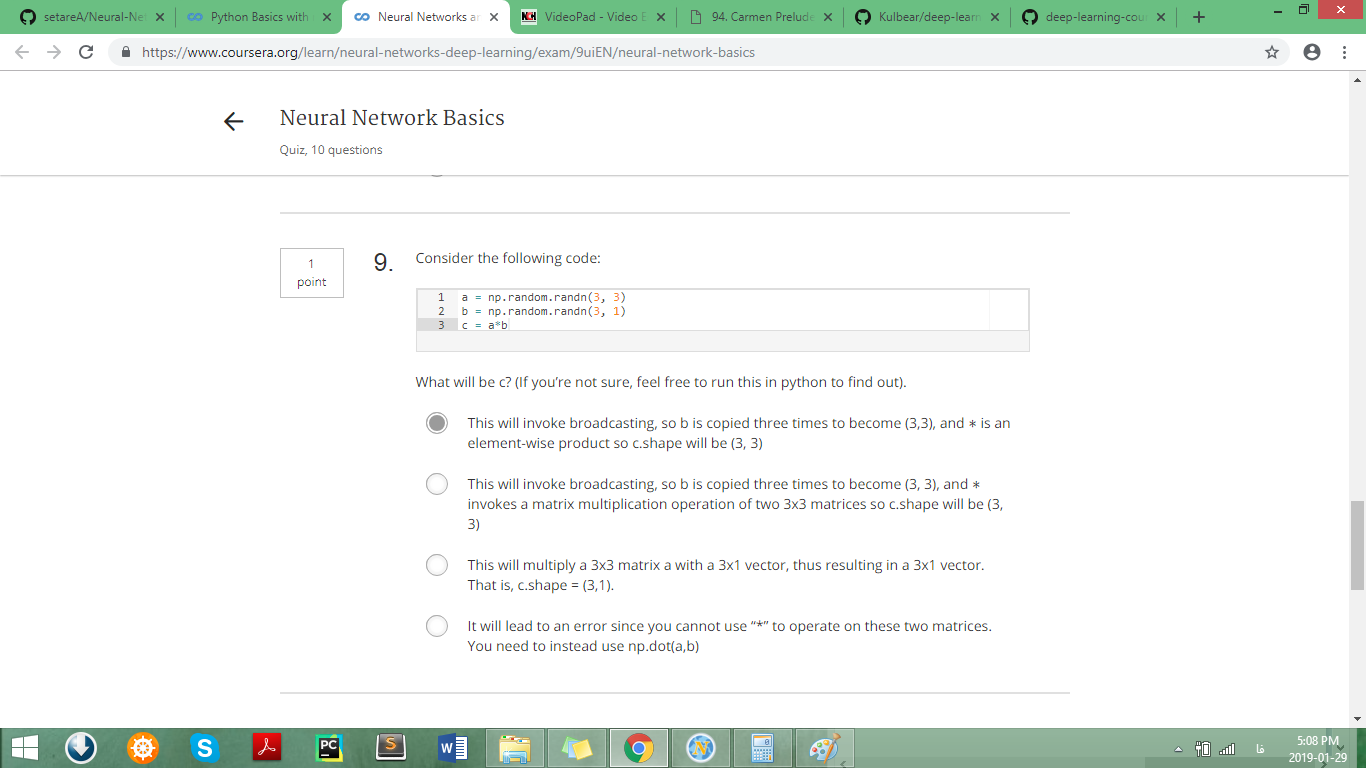 setareA/Neural-Net
Python Basics with
Neural Networks an
VideoPad - Video E
94. Carmen Prelude
Kulbear/deep-learn
deep-learning-cou
https://www.coursera.org/learn/neural-networks-deep-learning/exam/9uiEN/neural-network-basics
Neural Network Basics
Quiz, 10 questions
1
point
9.
Consider the following code:
1 a = np.random.randn(3, 3)
2 b = np.random.randn(3, 1)
3 c = a*b
What will be c? (If you’re not sure, feel free to run this in python to find out).
This will invoke broadcasting, so b is copied three times to become (3,3), and ∗ is an
element-wise product so c.shape will be (3, 3)
This will invoke broadcasting, so b is copied three times to become (3, 3), and ∗
invokes a matrix multiplication operation of two 3x3 matrices so c.shape will be (3,
3)
This will multiply a 3x3 matrix a with a 3x1 vector, thus resulting in a 3x1 vector.
That is, c.shape = (3,1).
It will lead to an error since you cannot use “*” to operate on these two matrices.
You need to instead use np.dot(a,b)
فا
5:08 PM
2019-01-29